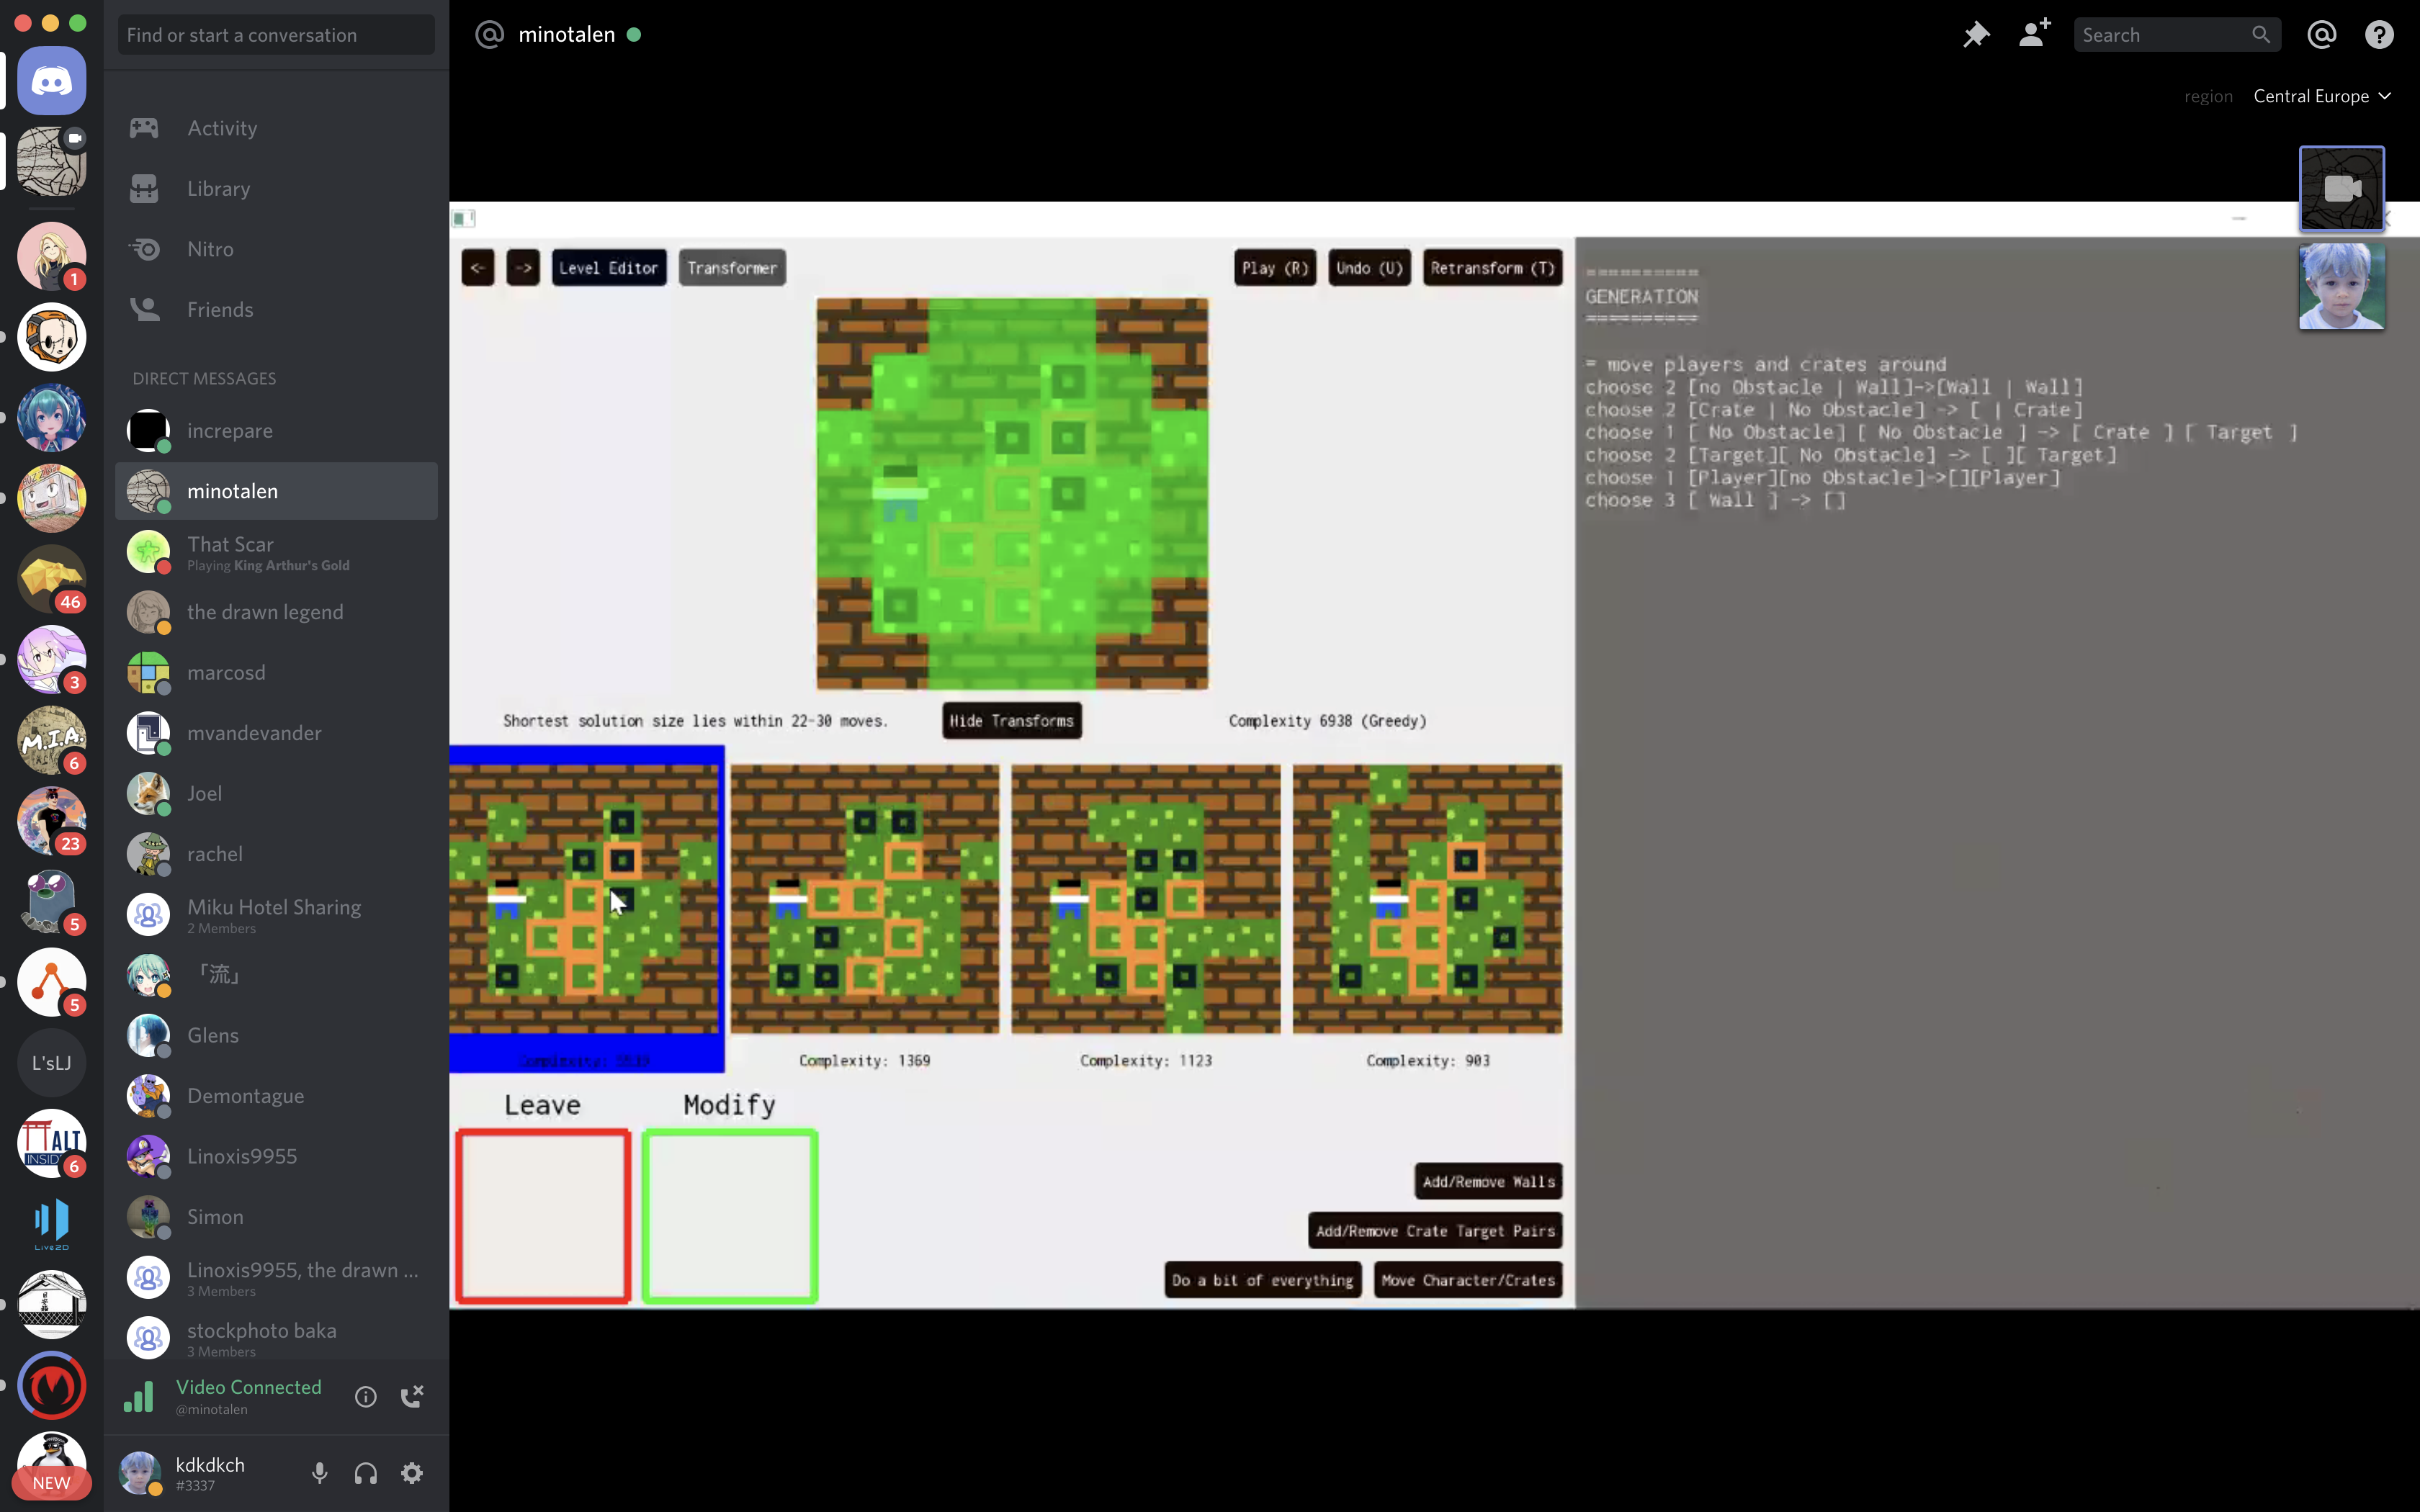 Find or start a conversation
Activity
Library
Nitro
Friends
DIRECT MESSAGES
increpare
minotalen
That Scar
Playing King Arthur's Gold
the drawn legend
marcosd
mvandevander
Joel
rachel
Miku Hotel Sharing
2 Members
「流」
Glens
Demontague
Linoxis9955
Simon
Linoxis9955, the drawn ...
3 Members
stockphoto baka
3 Members
Video Connected
@minotalen
kdkdkch
#3337
1
46
3
M.I.A.
6
23
5
5
L'sLJ
ALT
INSID
6
Live2D
NEW
minotalen
Search
region Central Europe
<- -> Level Editor Transformer Play (R) Undo (U) Retransform (T)
Shortest solution size lies within 22-30 moves. Hide Transforms Complexity 6938 (Greedy)
Complexity: 1369 Complexity: 1123 Complexity: 903
Leave Modify
Add/Remove Walls
Add/Remove Crate Target Pairs
Do a bit of everything Move Character/Crates
==========
GENERATION
==========
= move players and crates around
choose 2 [no Obstacle | Wall]->[Wall | Wall]
choose 2 [Crate | No Obstacle] -> [ | Crate]
choose 1 [ No Obstacle] [ No Obstacle ] -> [ Crate ] [ Target ]
choose 2 [Target][ No Obstacle] -> [ ][ Target]
choose 1 [Player][no Obstacle]->[][Player]
choose 3 [ Wall ] -> []